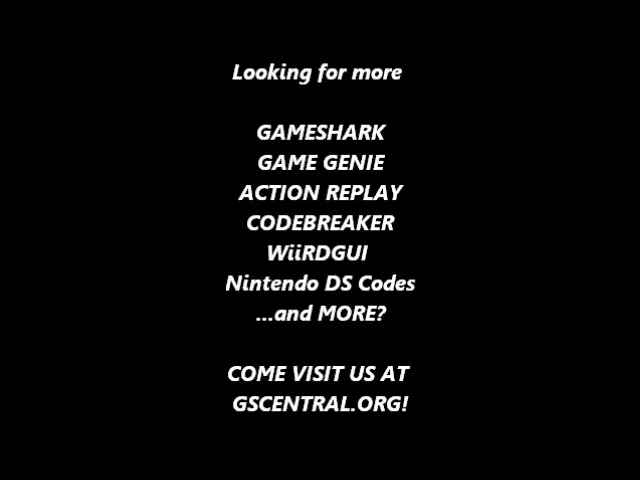 Looking for more
GAMESHARK
GAME GENIE
ACTION REPLAY
CODEBREAKER
WiiRDGUI
Nintendo DS Codes
...and MORE?
COME VISIT US AT
GSCENTRAL.ORG!